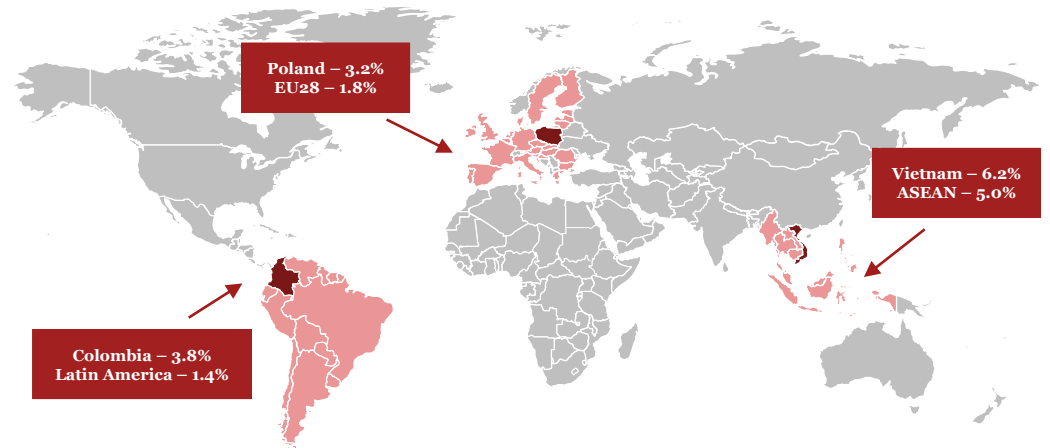 Poland – 3.2%
EU28 – 1.8%
Vietnam – 6.2%
ASEAN – 5.0%
Colombia – 3.8%
Latin America – 1.4%